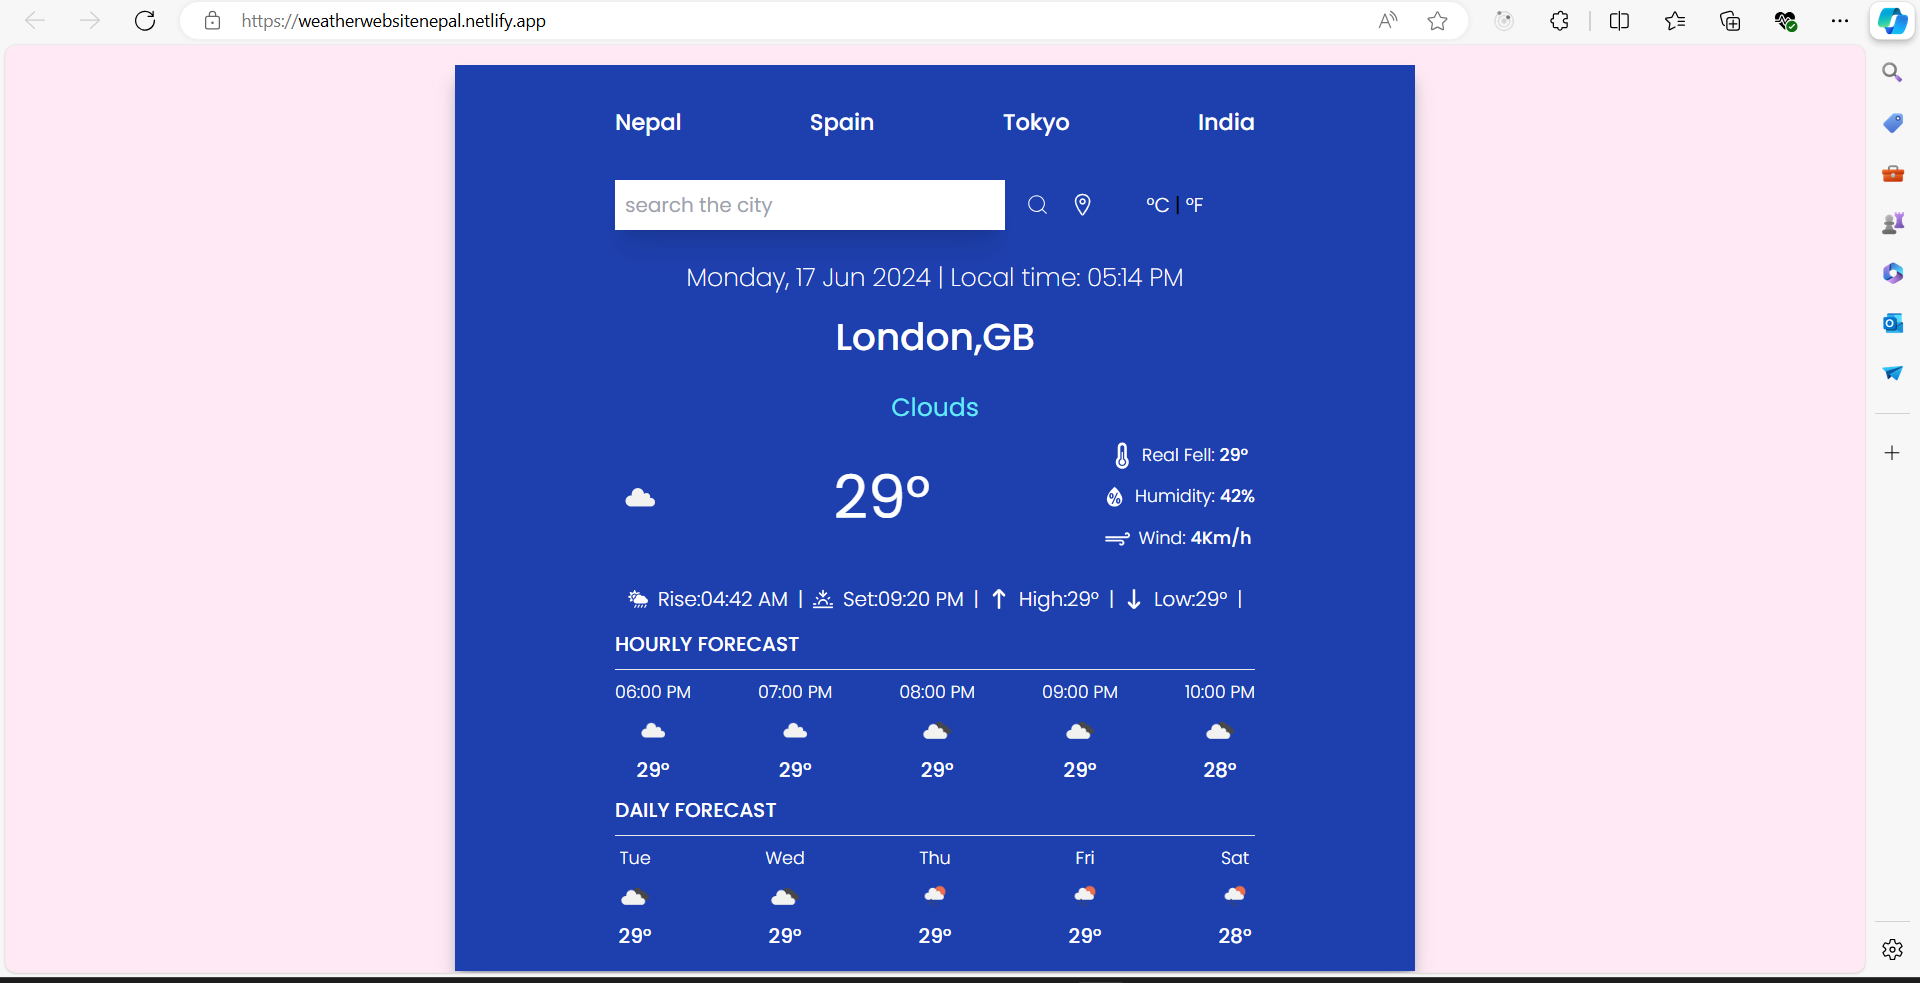 https://weatherwebsitenepal.netlify.app
Nepal Spain Tokyo India
search the city °C | °F
Monday, 17 Jun 2024 | Local time: 05:14 PM
London,GB
Clouds
29°
Real Fell: 29°
Humidity: 42%
Wind: 4Km/h
Rise:04:42 AM | Set:09:20 PM | High:29° | Low:29° |
HOURLY FORECAST
06:00 PM 07:00 PM 08:00 PM 09:00 PM 10:00 PM
29° 29° 29° 29° 28°
DAILY FORECAST
Tue Wed Thu Fri Sat
29° 29° 29° 29° 28°